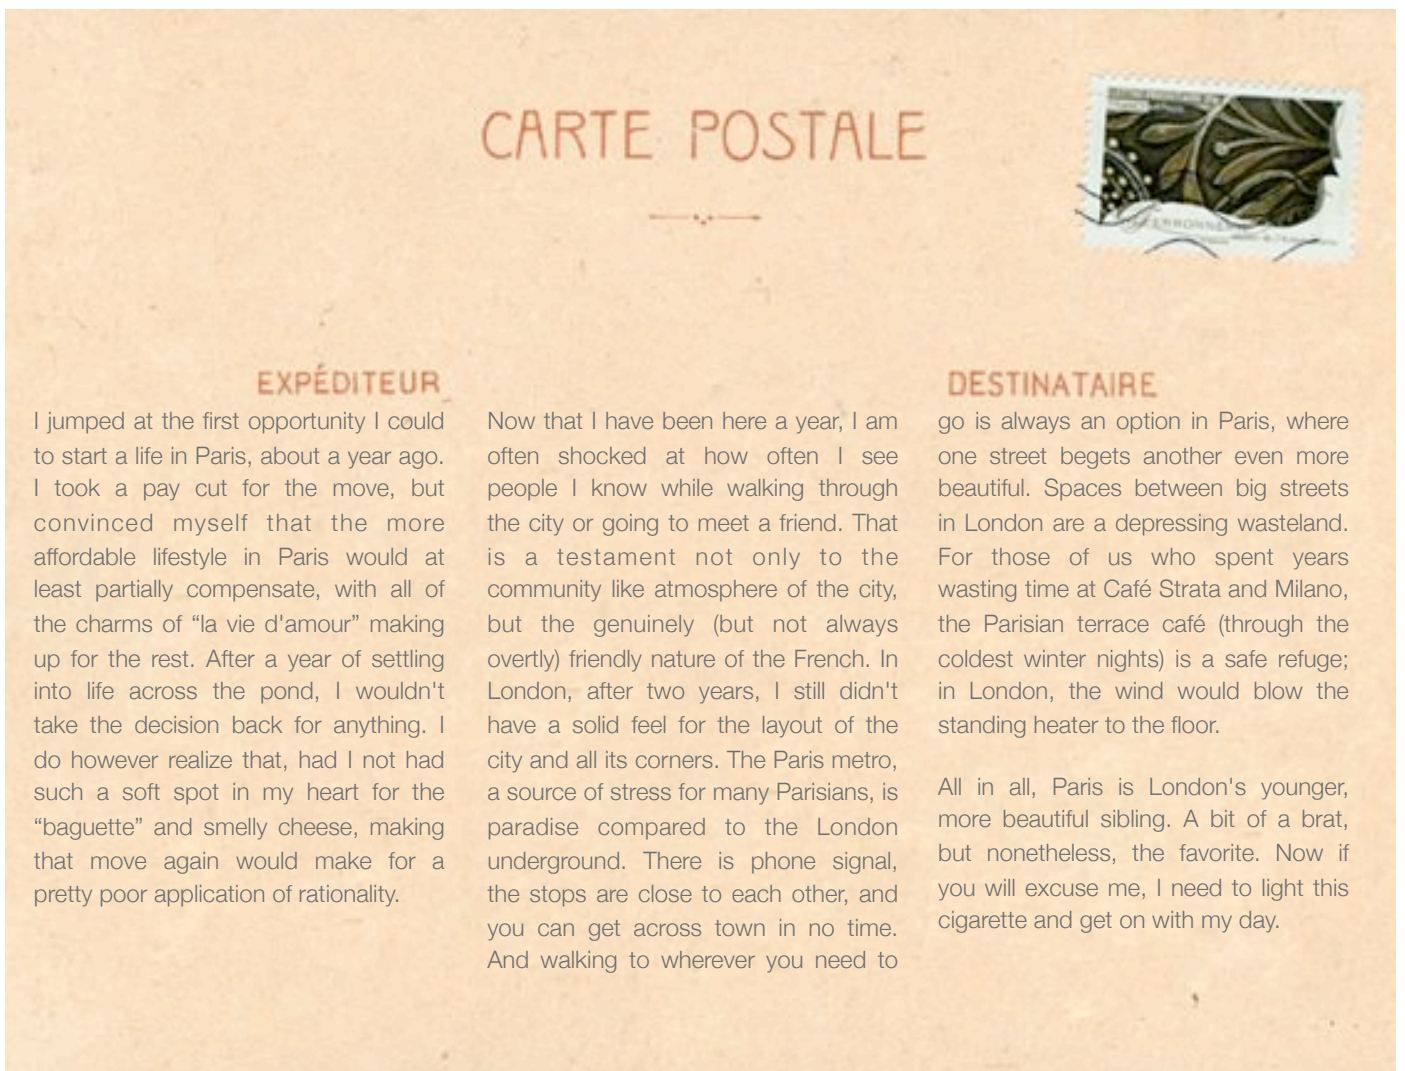 CARTE POSTALE
FERRONNE
EXPÉDITEUR
I jumped at the first opportunity I could
to start a life in Paris, about a year ago.
I took a pay cut for the move, but
convinced myself that the more
affordable lifestyle in Paris would at
least partially compensate, with all of
the charms of “la vie d'amour” making
up for the rest. After a year of settling
into life across the pond, I wouldn't
take the decision back for anything. I
do however realize that, had I not had
such a soft spot in my heart for the
“baguette” and smelly cheese, making
that move again would make for a
pretty poor application of rationality.
Now that I have been here a year, I am
often shocked at how often I see
people I know while walking through
the city or going to meet a friend. That
is a testament not only to the
community like atmosphere of the city,
but the genuinely (but not always
overtly) friendly nature of the French. In
London, after two years, I still didn't
have a solid feel for the layout of the
city and all its corners. The Paris metro,
a source of stress for many Parisians, is
paradise compared to the London
underground. There is phone signal,
the stops are close to each other, and
you can get across town in no time.
And walking to wherever you need to
DESTINATAIRE
go is always an option in Paris, where
one street begets another even more
beautiful. Spaces between big streets
in London are a depressing wasteland.
For those of us who spent years
wasting time at Café Strata and Milano,
the Parisian terrace café (through the
coldest winter nights) is a safe refuge;
in London, the wind would blow the
standing heater to the floor.
All in all, Paris is London's younger,
more beautiful sibling. A bit of a brat,
but nonetheless, the favorite. Now if
you will excuse me, I need to light this
cigarette and get on with my day.